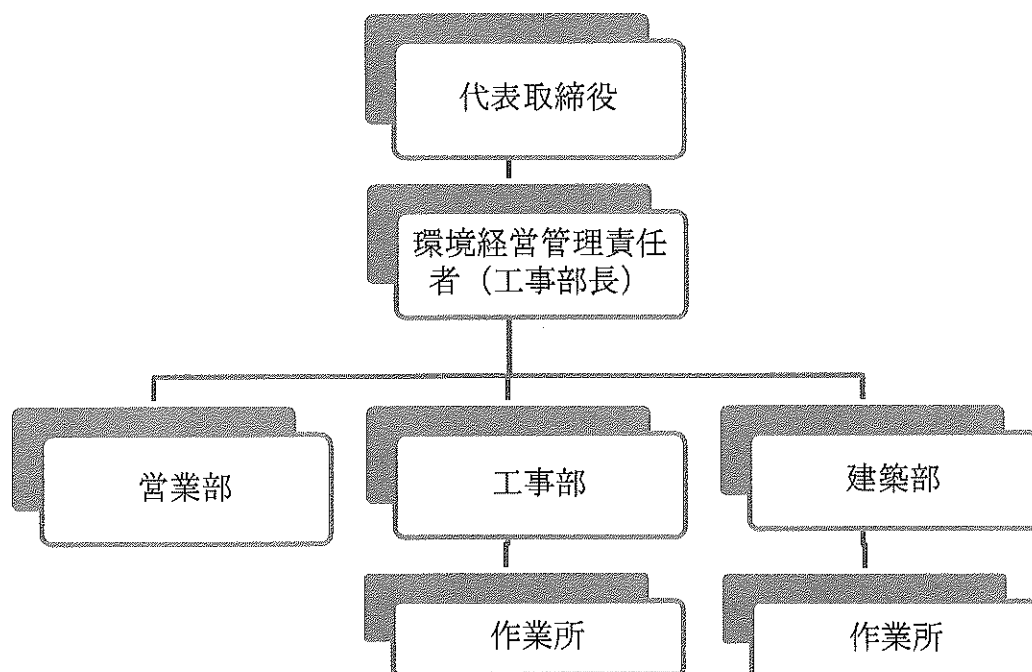 代表取締役
環境経営管理責任
者（工事部長）
営業部
工事部
建築部
作業所
作業所